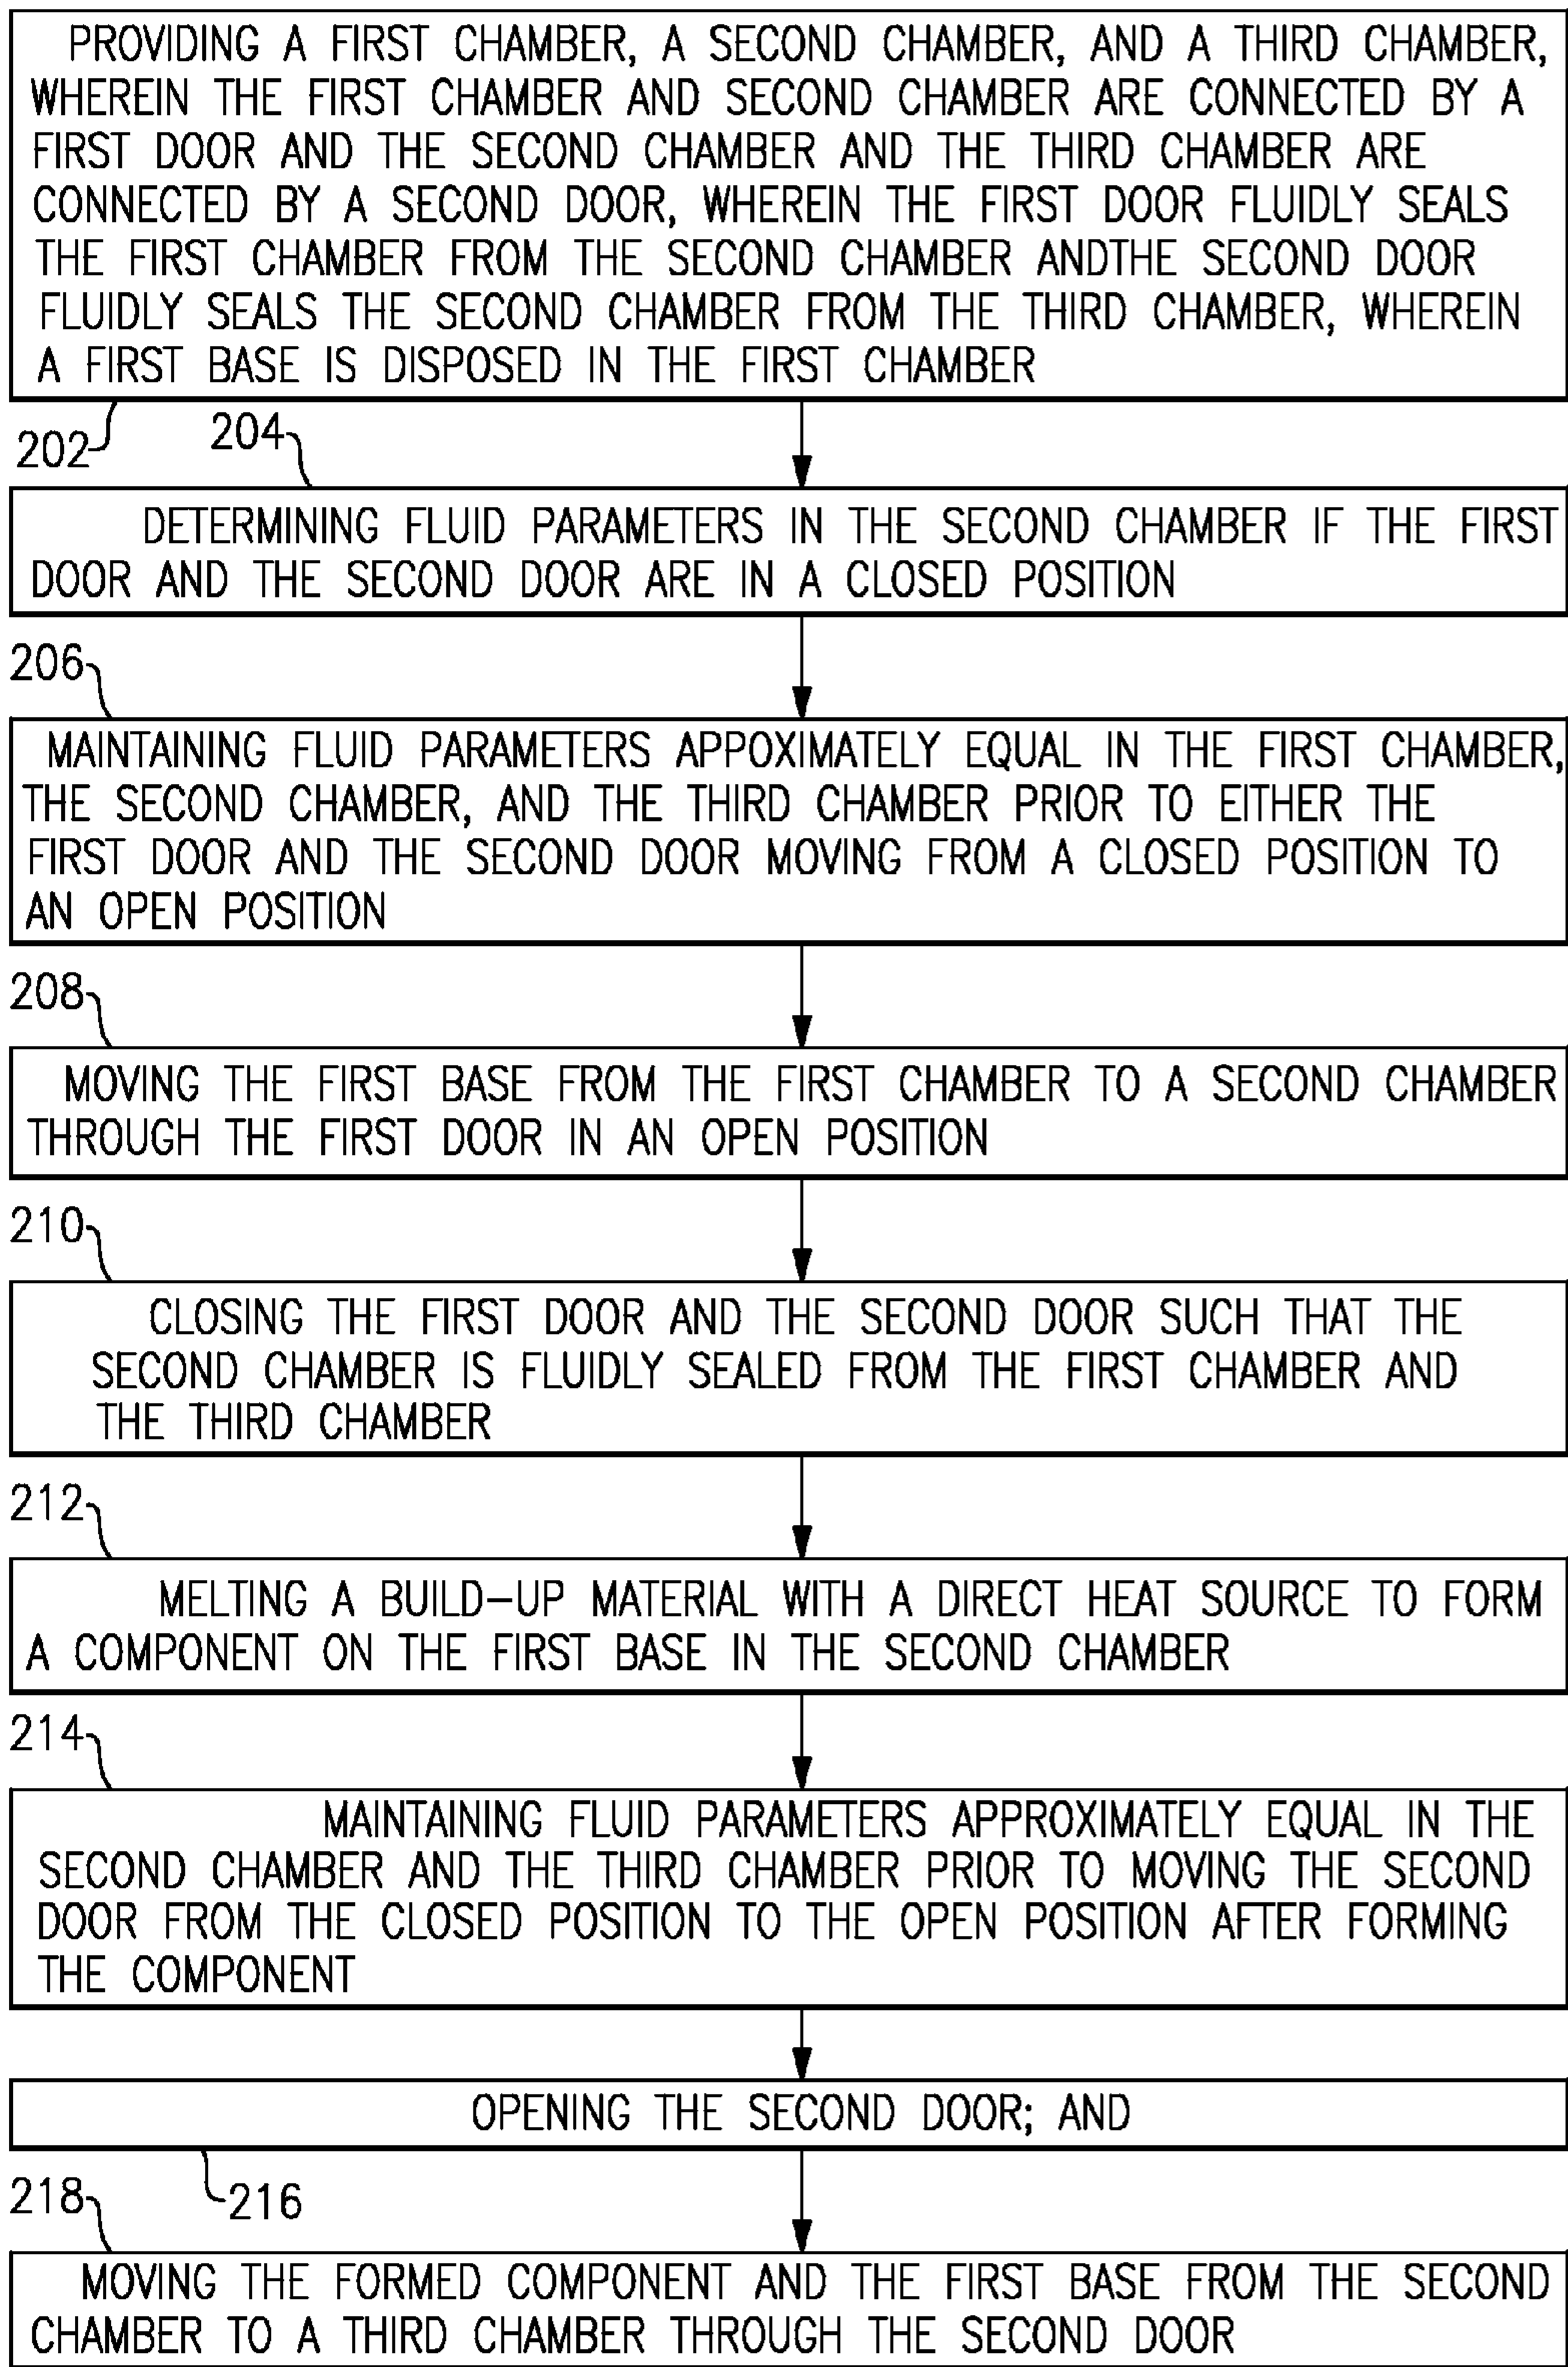 PROVIDING A FIRST CHAMBER, A SECOND CHAMBER, AND A THIRD CHAMBER,
WHEREIN THE FIRST CHAMBER AND SECOND CHAMBER ARE CONNECTED BY A
FIRST DOOR AND THE SECOND CHAMBER AND THE THIRD CHAMBER ARE
CONNECTED BY A SECOND DOOR, WHEREIN THE FIRST DOOR FLUIDLY SEALS
THE FIRST CHAMBER FROM THE SECOND CHAMBER ANDTHE SECOND DOOR
FLUIDLY SEALS THE SECOND CHAMBER FROM THE THIRD CHAMBER, WHEREIN
A FIRST BASE IS DISPOSED IN THE FIRST CHAMBER
202
204
DETERMINING FLUID PARAMETERS IN THE SECOND CHAMBER IF THE FIRST
DOOR AND THE SECOND DOOR ARE IN A CLOSED POSITION
206
MAINTAINING FLUID PARAMETERS APPOXIMATELY EQUAL IN THE FIRST CHAMBER,
THE SECOND CHAMBER, AND THE THIRD CHAMBER PRIOR TO EITHER THE
FIRST DOOR AND THE SECOND DOOR MOVING FROM A CLOSED POSITION TO
AN OPEN POSITION
208
MOVING THE FIRST BASE FROM THE FIRST CHAMBER TO A SECOND CHAMBER
THROUGH THE FIRST DOOR IN AN OPEN POSITION
210
CLOSING THE FIRST DOOR AND THE SECOND DOOR SUCH THAT THE
SECOND CHAMBER IS FLUIDLY SEALED FROM THE FIRST CHAMBER AND
THE THIRD CHAMBER
212
MELTING A BUILD-UP MATERIAL WITH A DIRECT HEAT SOURCE TO FORM
A COMPONENT ON THE FIRST BASE IN THE SECOND CHAMBER
214
MAINTAINING FLUID PARAMETERS APPROXIMATELY EQUAL IN THE
SECOND CHAMBER AND THE THIRD CHAMBER PRIOR TO MOVING THE SECOND
DOOR FROM THE CLOSED POSITION TO THE OPEN POSITION AFTER FORMING
THE COMPONENT
OPENING THE SECOND DOOR; AND
216
218
MOVING THE FORMED COMPONENT AND THE FIRST BASE FROM THE SECOND
CHAMBER TO A THIRD CHAMBER THROUGH THE SECOND DOOR